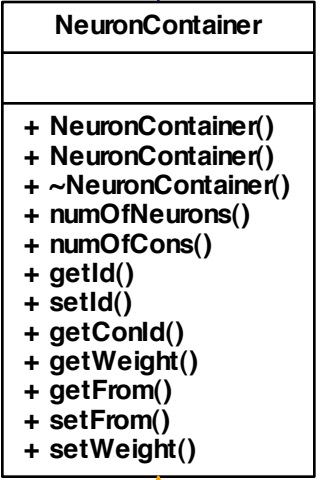 NeuronContainer
+ NeuronContainer()
+ NeuronContainer()
+ ~NeuronContainer()
+ numOfNeurons()
+ numOfCons()
+ getId()
+ setId()
+ getConId()
+ getWeight()
+ getFrom()
+ setFrom()
+ setWeight()